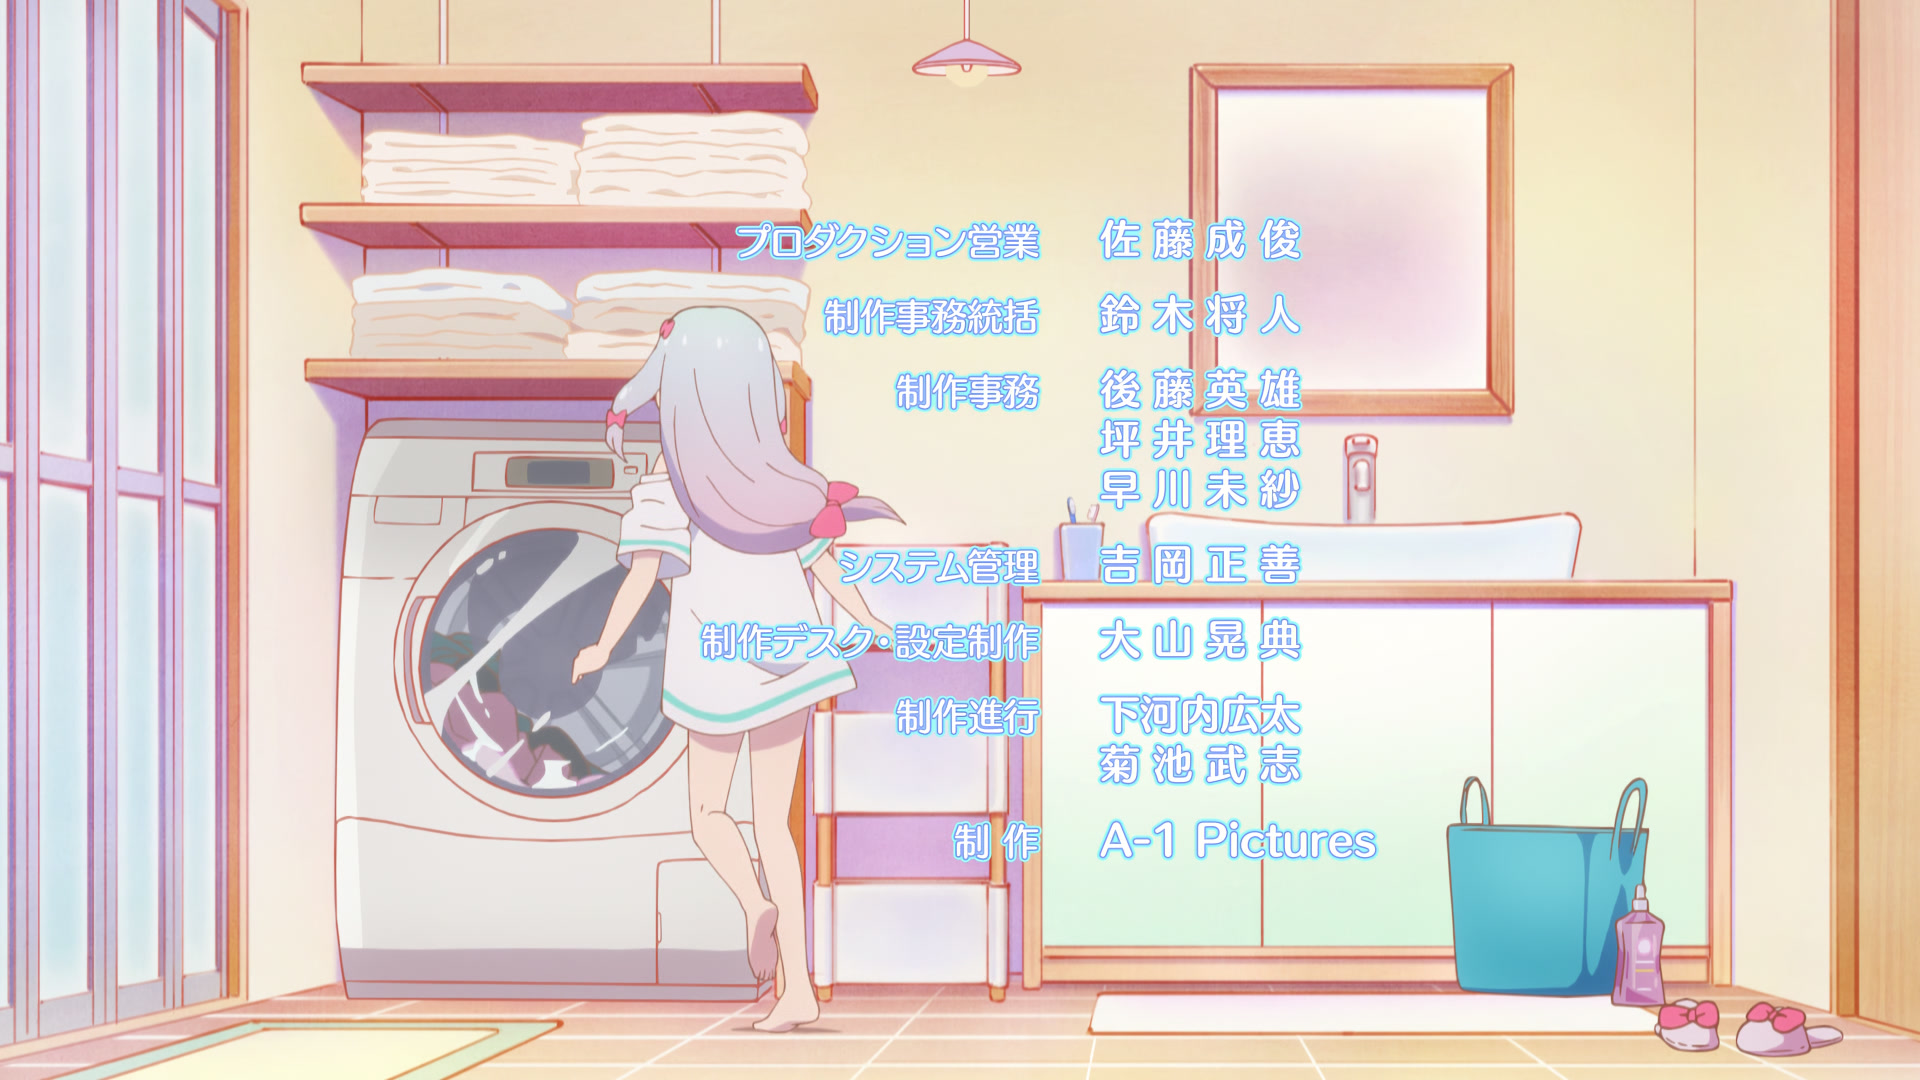 プロダクション営業 佐藤成俊
制作事務統括 鈴木将人
制作事務 後藤英雄
坪井理恵
早川未紗
システム管理 吉岡正善
制作デスク・設定制作 大山晃典
制作進行 下河内広太
菊池武志
制作 A-1 Pictures